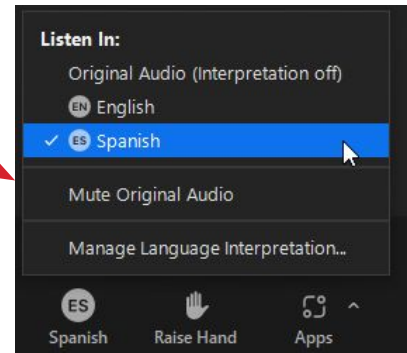 Listen In:
Original Audio (Interpretation off)
EN English
ES Spanish
Mute Original Audio
Manage Language Interpretation...
ES
Spanish Raise Hand Apps